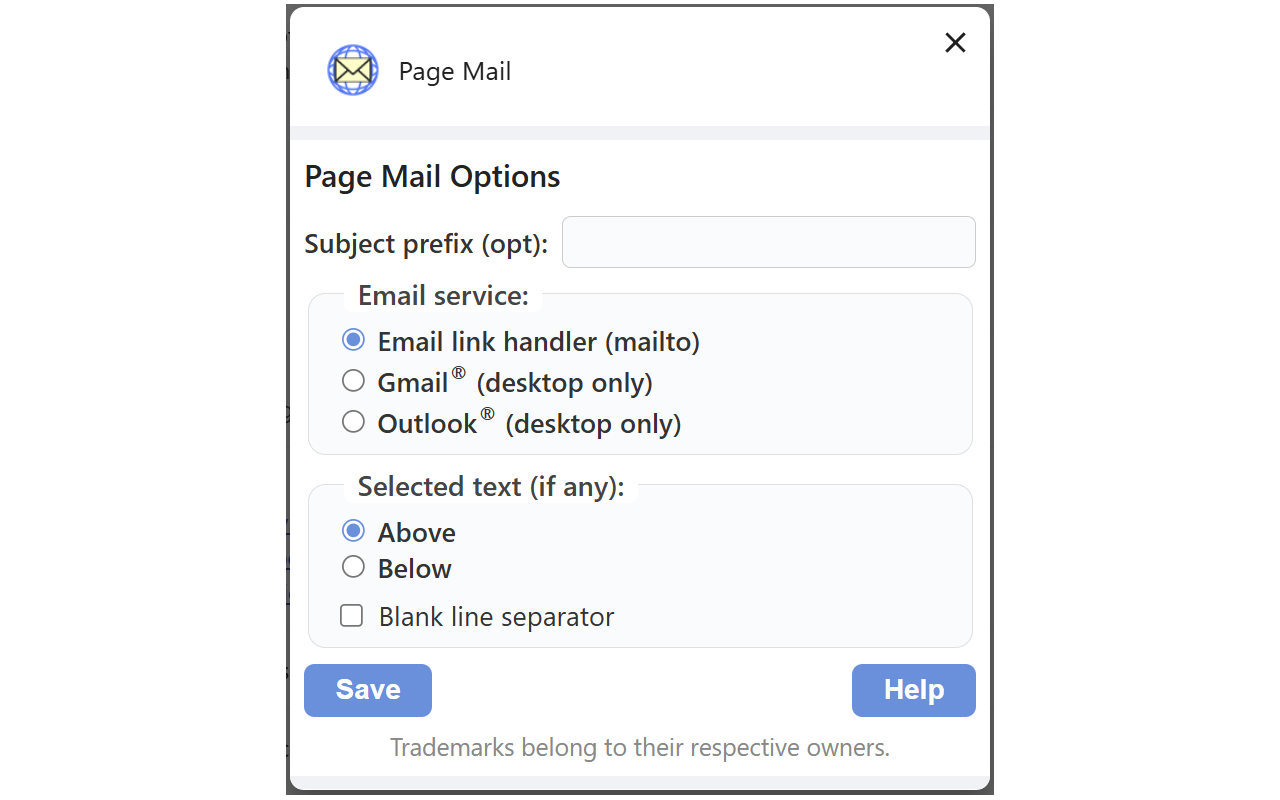 Page Mail
Page Mail Options
Subject prefix (opt):
Email service:
Email link handler (mailto)
Gmail® (desktop only)
Outlook® (desktop only)
Selected text (if any):
Above
Below
Blank line separator
Save
Help
Trademarks belong to their respective owners.